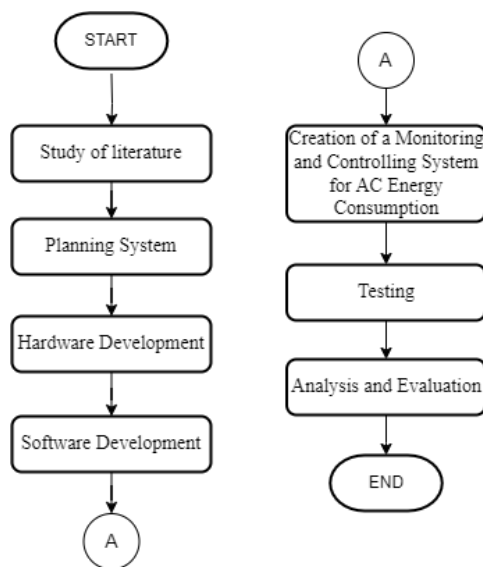 START
Study of literature
Planning System
Hardware Development
Software Development
A
A
Creation of a Monitoring
and Controlling System
for AC Energy
Consumption
Testing
Analysis and Evaluation
END